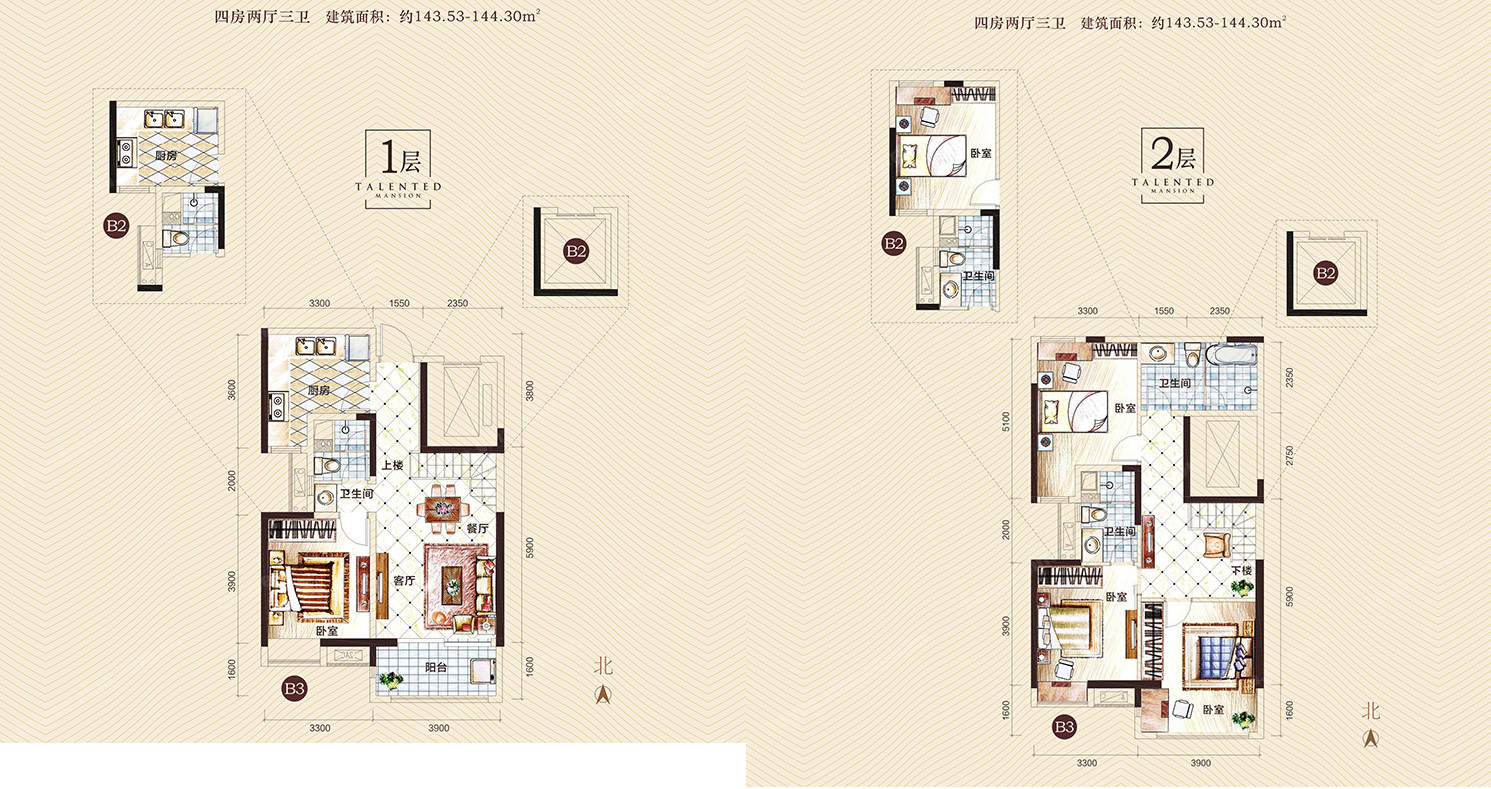 四房两厅三卫 建筑面积：约143.53-144.30m²
1层
TALENTED
MANSION
厨房
B2
B2
3300 1550 2350
3600
2000
3900
1600
3800
5900
1600
厨房
上楼
卫生间
餐厅
客厅
卧室
阳台
B3
3300 3900
北
四房两厅三卫 建筑面积：约143.53-144.30m²
2层
TALENTED
MANSION
卧室
B2
卫生间
B2
3300 1550 2350
5100
2000
3900
1600
2350
2750
5900
1600
卫生间
卧室
卫生间
下楼
卧室
卧室
B3
3300 3900
北